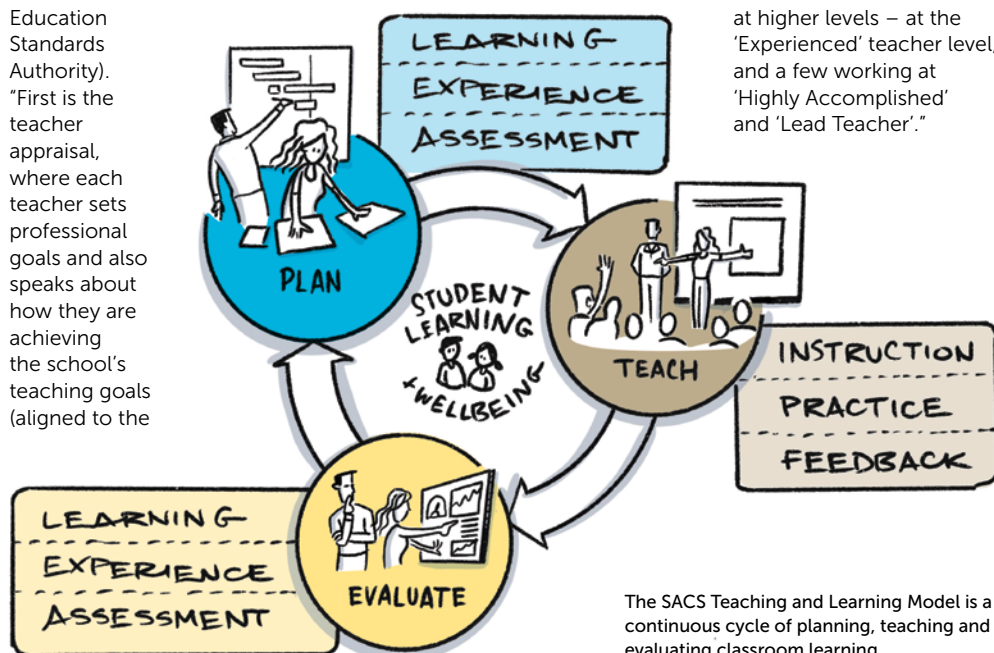 Education
Standards
Authority).
“First is the
teacher
appraisal,
where each
teacher sets
professional
goals and also
speaks about
how they are
achieving
the school’s
teaching goals
(aligned to the
LEARNING
EXPERIENCE
ASSESSMENT
at higher levels – at the
‘Experienced’ teacher level,
and a few working at
‘Highly Accomplished’
and ‘Lead Teacher’.”
PLAN
STUDENT
LEARNING
+ WELLBEING
TEACH
INSTRUCTION
PRACTICE
FEEDBACK
LEARNING
EXPERIENCE
ASSESSMENT
EVALUATE
The SACS Teaching and Learning Model is a
continuous cycle of planning, teaching and
evaluating classroom learning